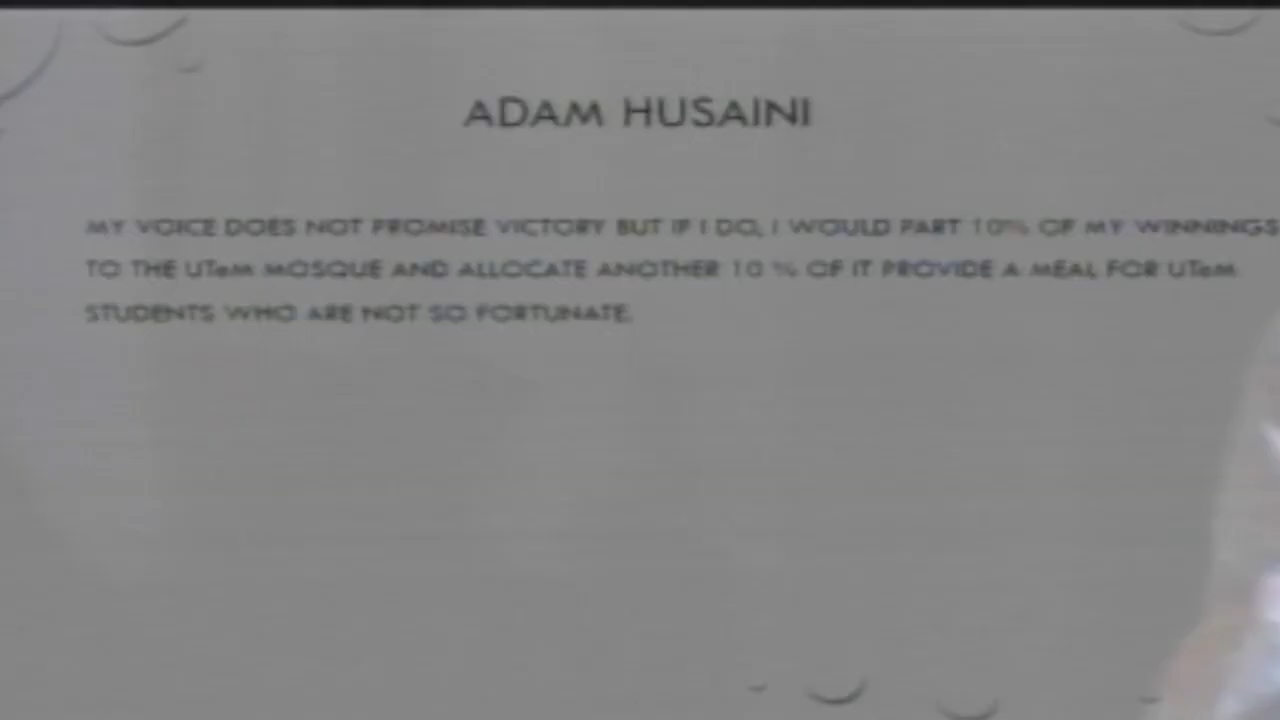 ADAM HUSAINI
MY VOICE DOES NOT PROMISE VICTORY BUT IF I DO, I WOULD PART 10% OF MY WINNINGS
TO THE UTeM MOSQUE AND ALLOCATE ANOTHER 10 % OF IT PROVIDE A MEAL FOR UTeM
STUDENTS WHO ARE NOT SO FORTUNATE.